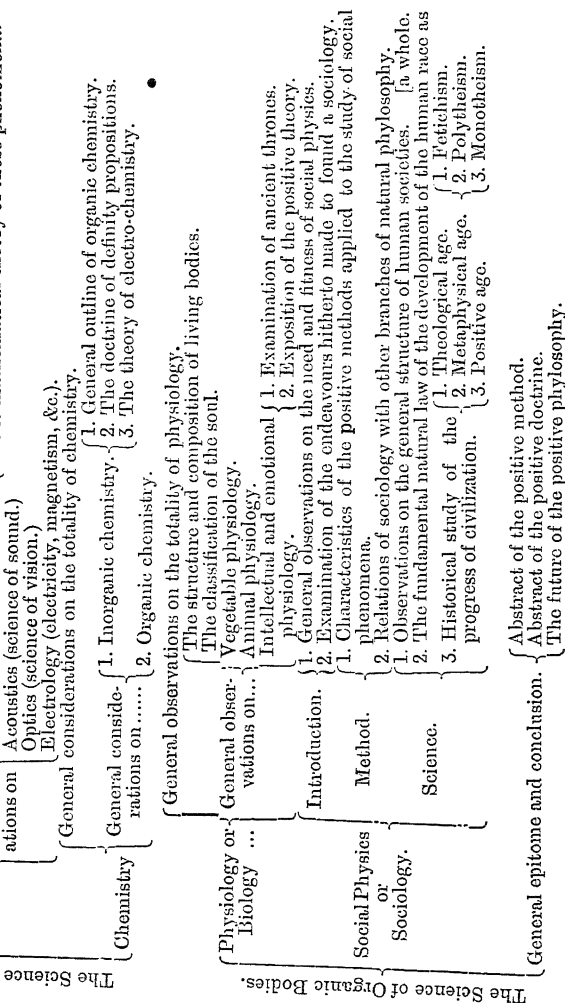 The Science
ations on
Acoustics (science of sound.)
Optics (science of vision.)
Electrology (electricity, magnetism, &c.).
Chemistry
General considerations on the totality of chemistry.
General conside-
rations on ......
1. Inorganic chemistry.
1. General outline of organic chemistry.
2. The doctrine of definity propositions.
3. The theory of electro-chemistry.
2. Organic chemistry.
The Science of Organic Bodies.
Physiology or
Biology ...
General observations on the totality of physiology.
General obser-
vations on...
The structure and composition of living bodies.
The classification of the soul.
Vegetable physiology.
Animal physiology.
Intellectual and emotional
physiology.
1. Examination of ancient thrones.
2. Exposition of the positive theory.
Social Physics
or
Sociology.
Introduction.
1. General observations on the need and fitness of social physics.
2. Examination of the endeavours hitherto made to found a sociology.
Method.
1. Characteristics of the positive methods applied to the study of social
phenomena.
2. Relations of sociology with other branches of natural phylosophy.
Science.
1. Observations on the general structure of human societies. [a whole.
2. The fundamental natural law of the development of the human race as
3. Historical study of the
progress of civilization.
1. Theological age.
2. Metaphysical age.
3. Positive age.
1. Fetichism.
2. Polytheism.
3. Monotheism.
General epitome and conclusion.
Abstract of the positive method.
Abstract of the positive doctrine.
The future of the positive phylosophy.